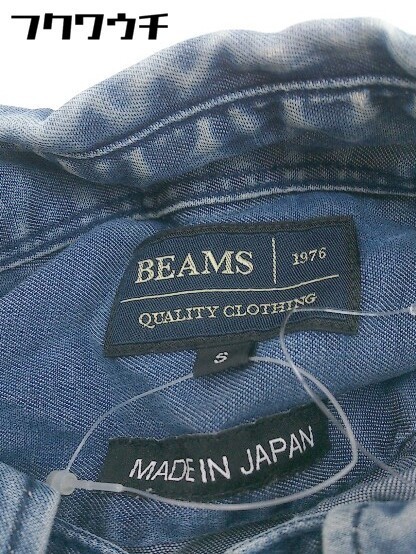 フクワウチ
BEAMS 1976
QUALITY CLOTHING
S
MADE IN JAPAN